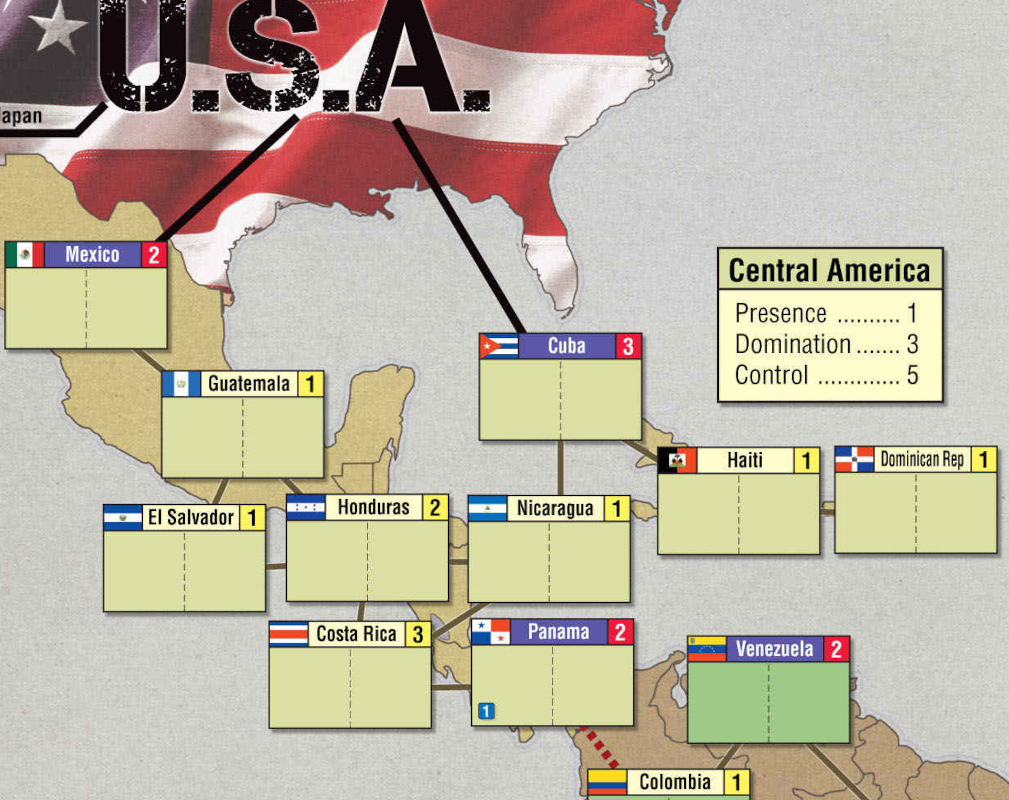 U.S.A.
Japan
Mexico 2
Central America
Presence .......... 1
Domination ....... 3
Control ............. 5
Cuba 3
Guatemala 1
Haiti 1
Dominican Rep 1
El Salvador 1
Honduras 2
Nicaragua 1
Costa Rica 3
Panama 2
1
Venezuela 2
Colombia 1